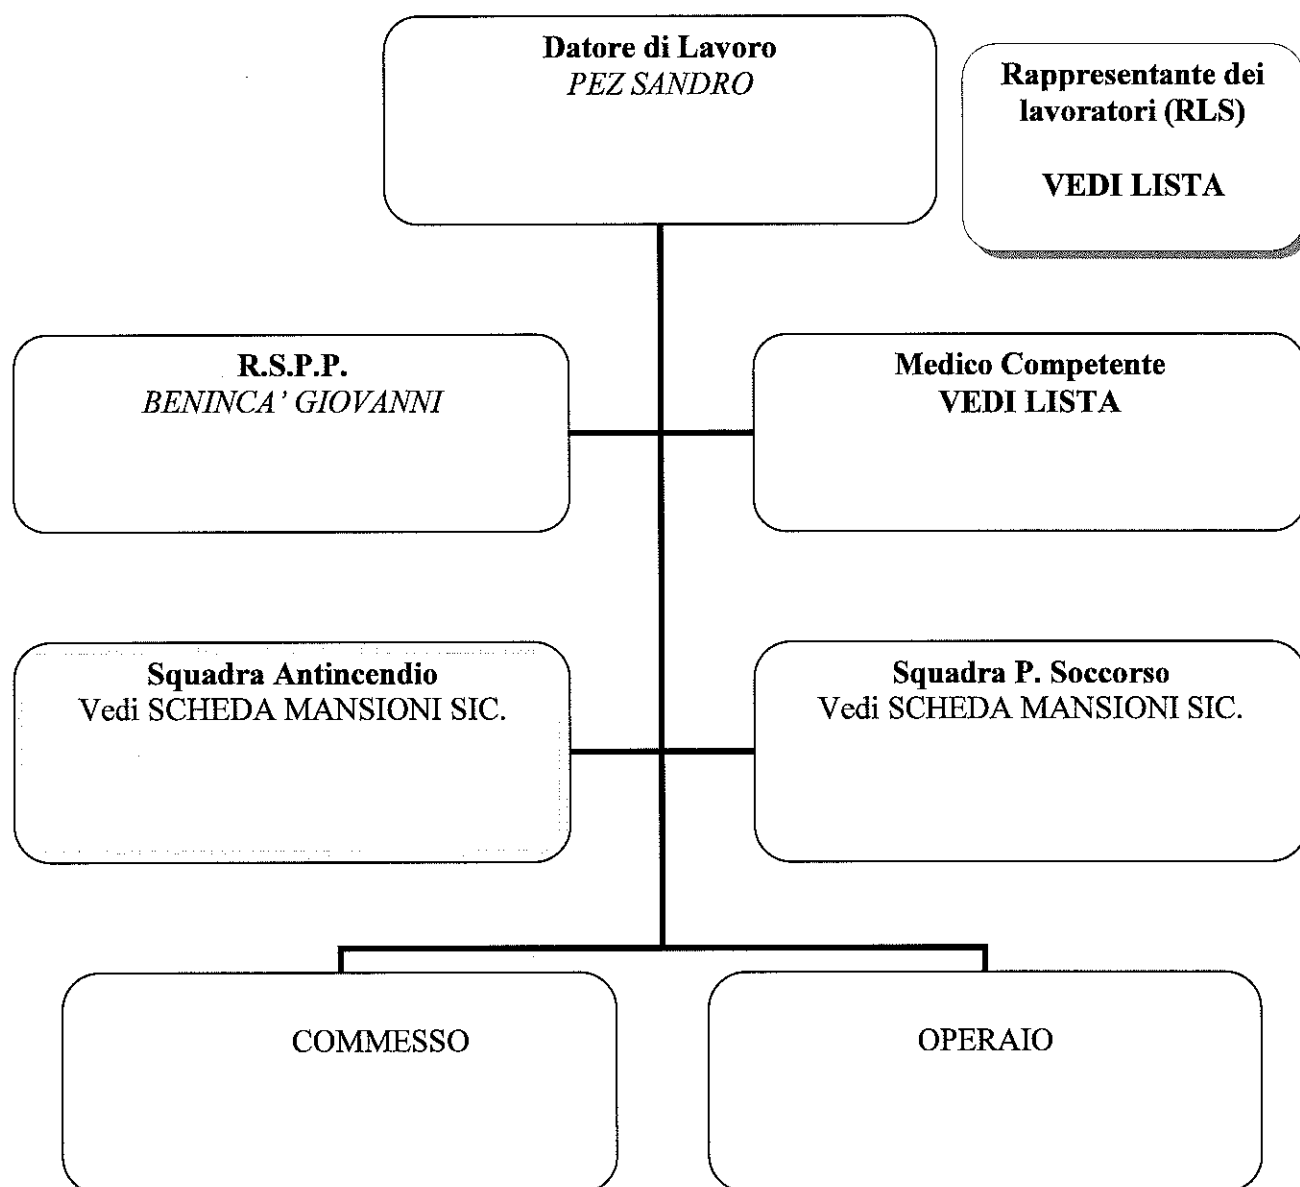 Datore di Lavoro
PEZ SANDRO
Rappresentante dei
lavoratori (RLS)
VEDI LISTA
R.S.P.P.
BENINCA' GIOVANNI
Medico Competente
VEDI LISTA
Squadra Antincendio
Vedi SCHEDA MANSIONI SIC.
Squadra P. Soccorso
Vedi SCHEDA MANSIONI SIC.
COMMESSO
OPERAIO